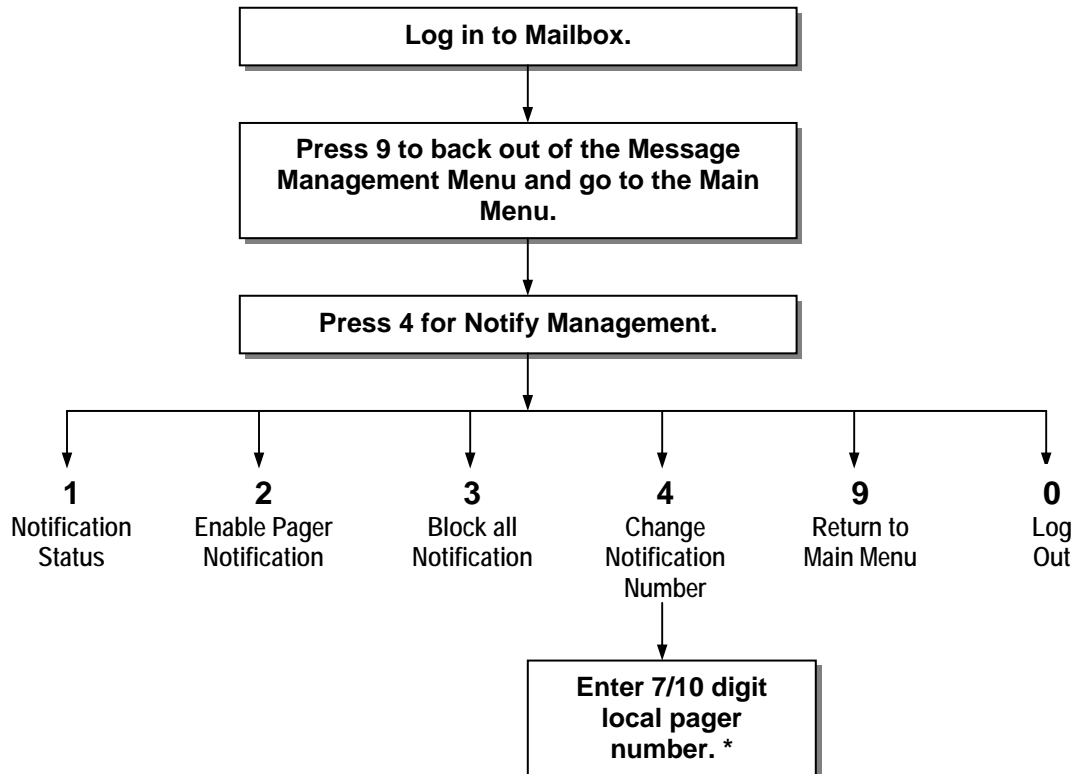 Log in to Mailbox.
Press 9 to back out of the Message
Management Menu and go to the Main
Menu.
Press 4 for Notify Management.
1
Notification
Status
2
Enable Pager
Notification
3
Block all
Notification
4
Change
Notification
Number
9
Return to
Main Menu
0
Log
Out
Enter 7/10 digit
local pager
number. *